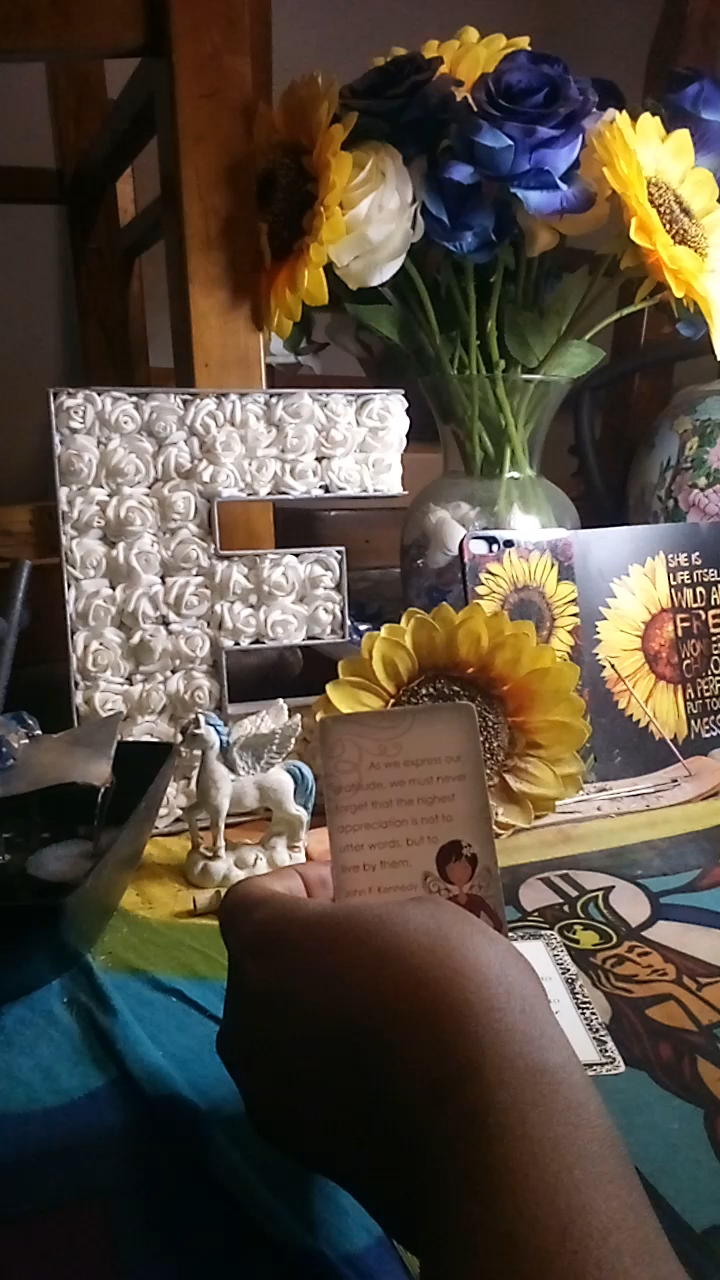 E
SHE IS
LIFE ITSEL
WILD A
FRE
WON E
CH
A PERF
PUT TO
MESS
As we express our
gratitude, we must never
forget that the highest
appreciation is not to
utter words, but to
live by them.
John F. Kennedy